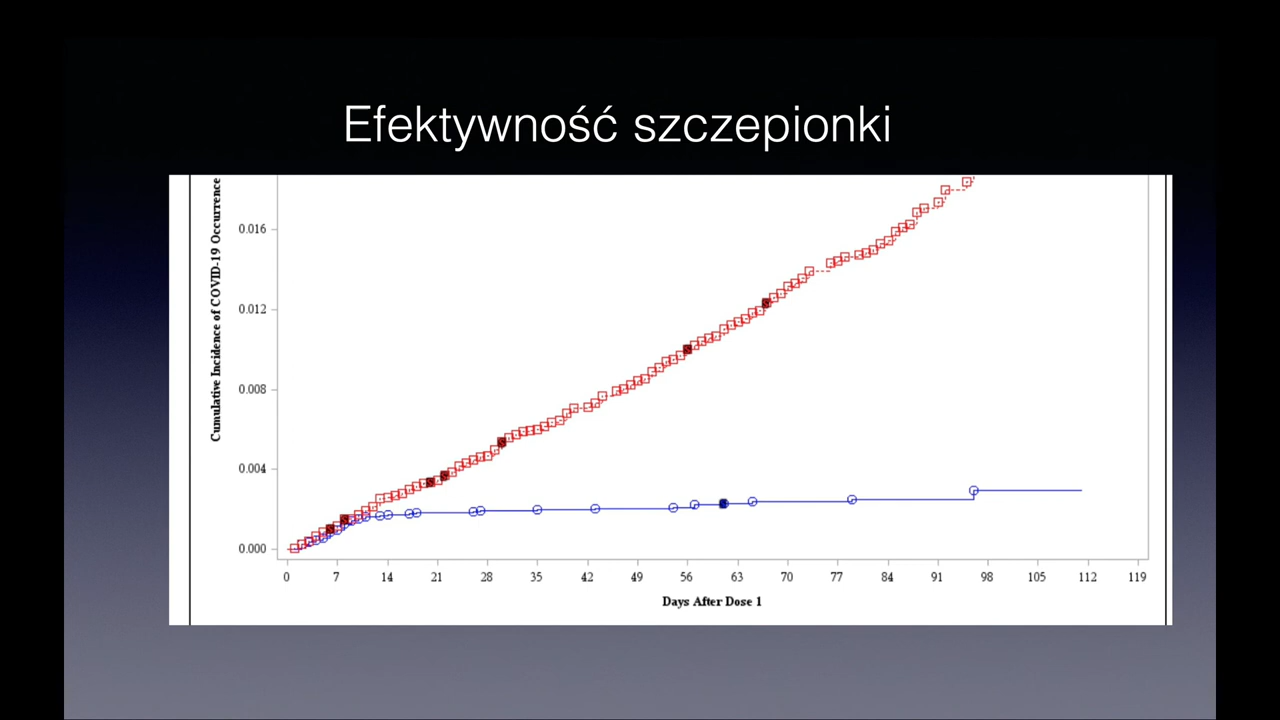 Efektywność szczepionki
Cumulative Incidence of COVID-19 Occurrence
0.016
0.012
0.008
0.004
0.000
0 7 14 21 28 35 42 49 56 63 70 77 84 91 98 105 112 119
Days After Dose 1